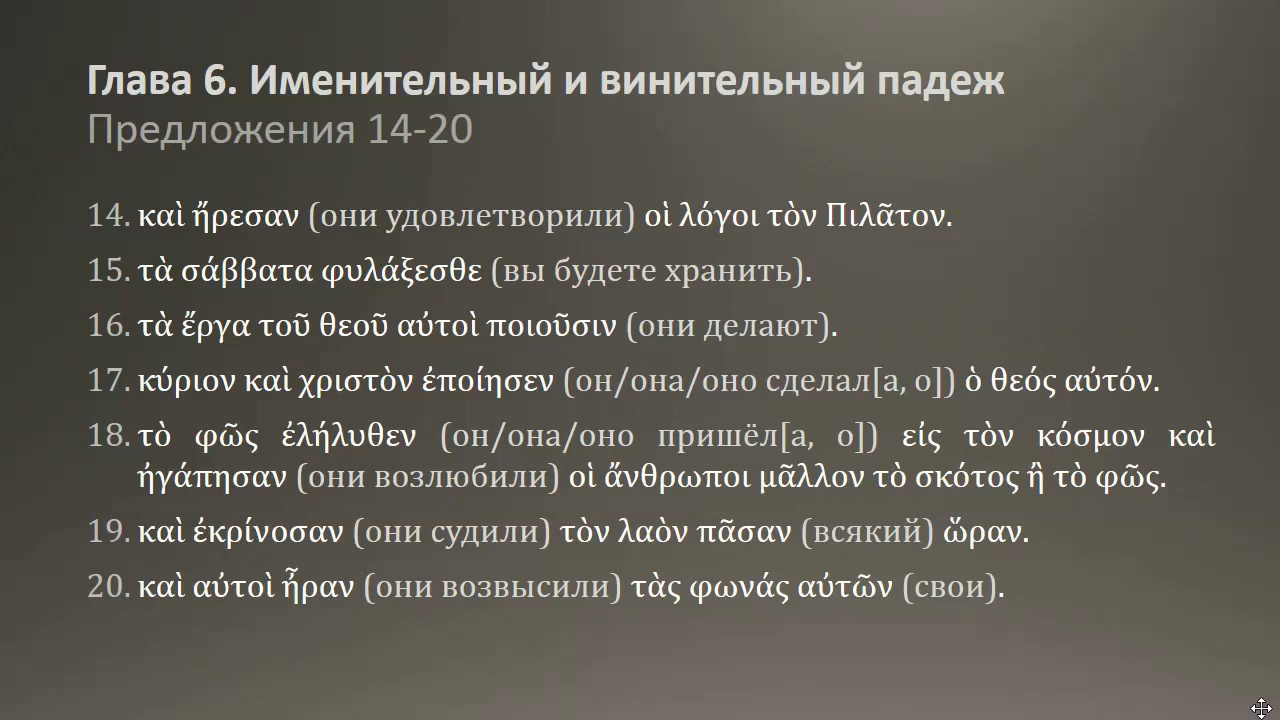 Глава 6. Именительный и винительный падеж
Предложения 14-20
14. καὶ ἤρεσαν (они удовлетворили) οἱ λόγοι τὸν Πιλᾶτον.
15. τὰ σάββατα φυλάξεσθε (вы будете хранить).
16. τὰ ἔργα τοῦ θεοῦ αὐτοὶ ποιοῦσιν (они делают).
17. κύριον καὶ χριστὸν ἐποίησεν (он/она/оно сделал[а, о]) ὁ θεός αὐτόν.
18. τὸ φῶς ἐλήλυθεν (он/она/оно пришёл[а, о]) εἰς τὸν κόσμον καὶ
ἠγάπησαν (они возлюбили) οἱ ἄνθρωποι μᾶλλον τὸ σκότος ἢ τὸ φῶς.
19. καὶ ἐκρίνοσαν (они судили) τὸν λαὸν πᾶσαν (всякий) ὥραν.
20. καὶ αὐτοὶ ἦραν (они возвысили) τὰς φωνάς αὐτῶν (свои).